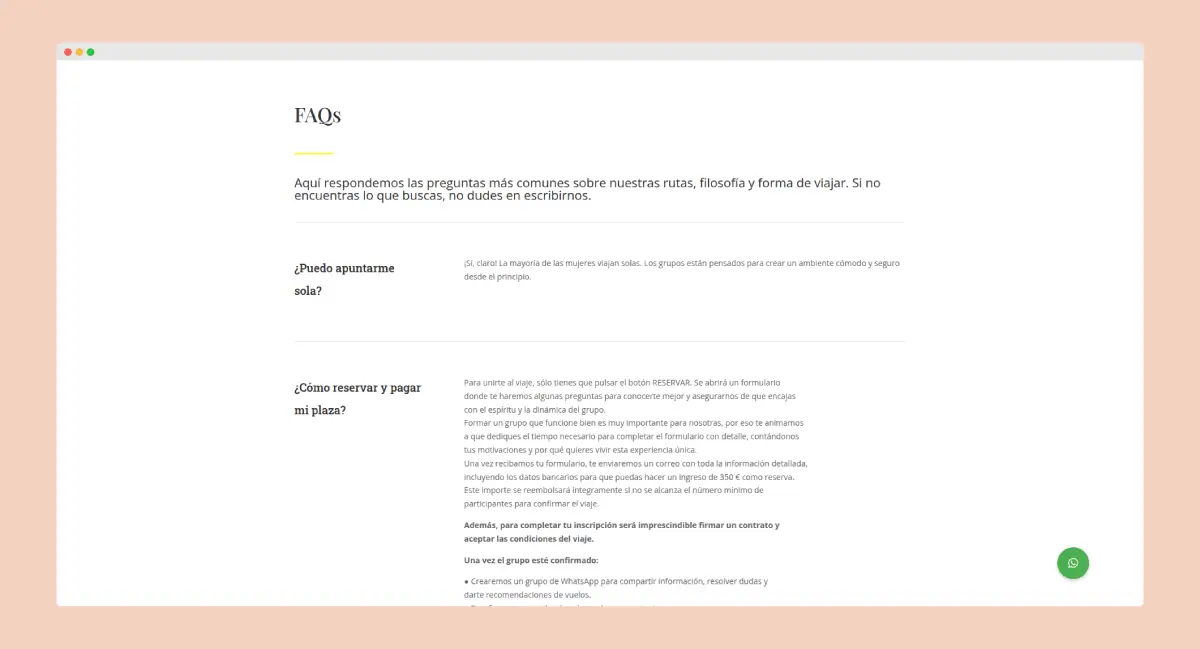 FAQs
Aquí respondemos las preguntas más comunes sobre nuestras rutas, filosofía y forma de viajar. Si no
encuentras lo que buscas, no dudes en escribirnos.
¿Puedo apuntarme
sola?
¡Sí, claro! La mayoría de las mujeres viajan solas. Los grupos están pensados para crear un ambiente cómodo y seguro
desde el principio.
¿Cómo reservar y pagar
mi plaza?
Para unirte al viaje, sólo tienes que pulsar el botón RESERVAR. Se abrirá un formulario
donde te haremos algunas preguntas para conocerte mejor y asegurarnos de que encajas
con el espíritu y la dinámica del grupo.
Formar un grupo que funcione bien es muy importante para nosotras, por eso te animamos
a que dediques el tiempo necesario para completar el formulario con detalle, contándonos
tus motivaciones y por qué quieres vivir esta experiencia única.
Una vez recibamos tu formulario, te enviaremos un correo con toda la información detallada,
incluyendo los datos bancarios para que puedas hacer un ingreso de 350 € como reserva.
Este importe se reembolsará íntegramente si no se alcanza el número mínimo de
participantes para confirmar el viaje.
Además, para completar tu inscripción será imprescindible firmar un contrato y
aceptar las condiciones del viaje.
Una vez el grupo esté confirmado:
● Crearemos un grupo de WhatsApp para compartir información, resolver dudas y
darte recomendaciones de vuelos.